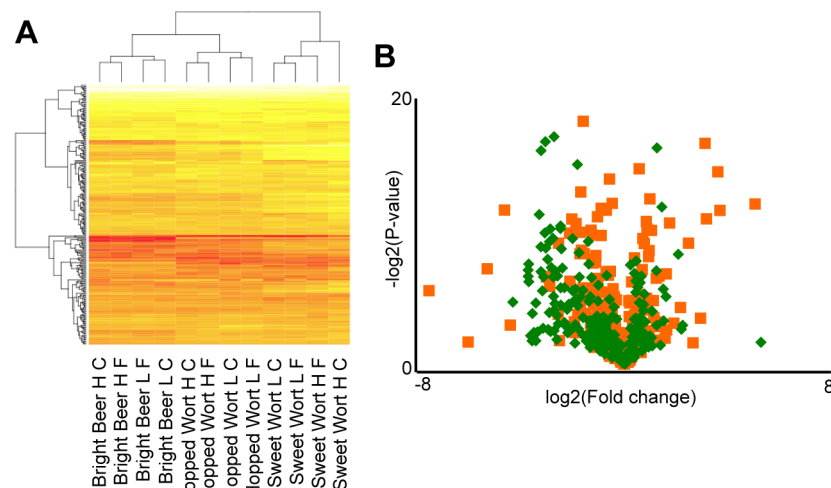 A
Bright Beer H C
Bright Beer H F
Bright Beer L F
Bright Beer L C
opped Wort H C
opped Wort H F
opped Wort L C
lopped Wort L F
Sweet Wort L C
Sweet Wort L F
Sweet Wort H F
Sweet Wort H C
B
20
-log2(P-value)
0
-8
8
log2(Fold change)